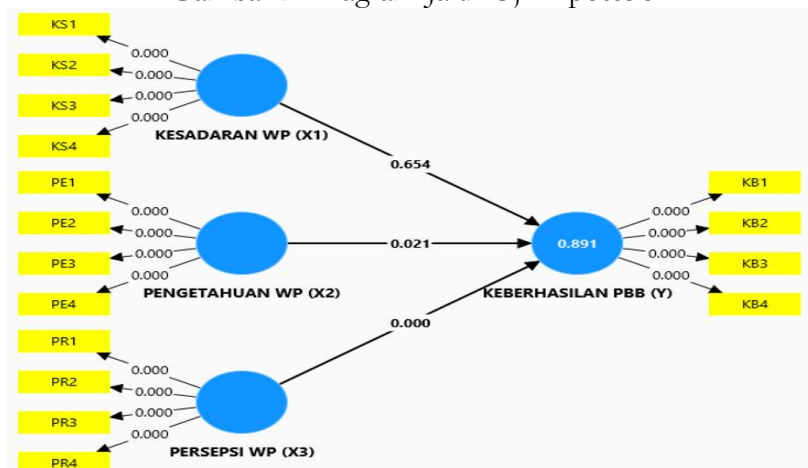 KS1
0.000
KS2
0.000
KS3
0.000
0.000
KS4
KESADARAN WP (X1)
0.654
PE1
0.000
PE2
0.000
PE3
0.000
0.000
PE4
PENGETAHUAN WP (X2)
0.021
PR1
0.000
PR2
0.000
PR3
0.000
0.000
PR4
PERSEPSI WP (X3)
0.000
0.891
KEBERHASILAN PBB (Y)
KB1
0.000
KB2
0.000
KB3
0.000
0.000
KB4